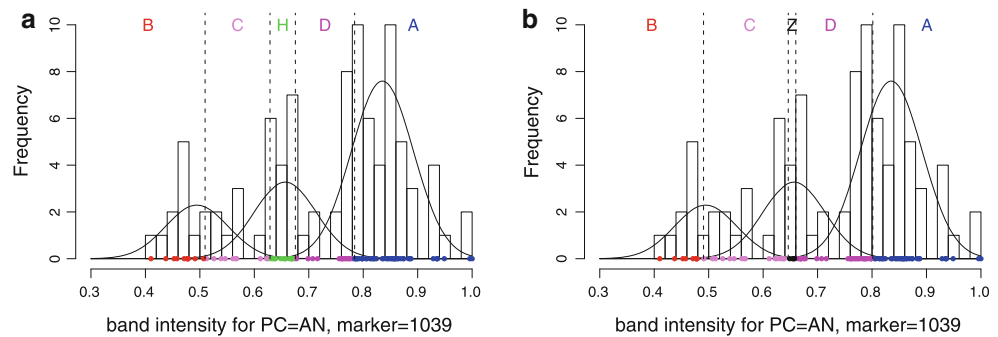 a
B
C
H
D
A
10
8
6
4
2
0
Frequency
0.3 0.4 0.5 0.6 0.7 0.8 0.9 1.0
band intensity for PC=AN, marker=1039
b
B
C
Z
D
A
10
8
6
4
2
0
Frequency
0.3 0.4 0.5 0.6 0.7 0.8 0.9 1.0
band intensity for PC=AN, marker=1039